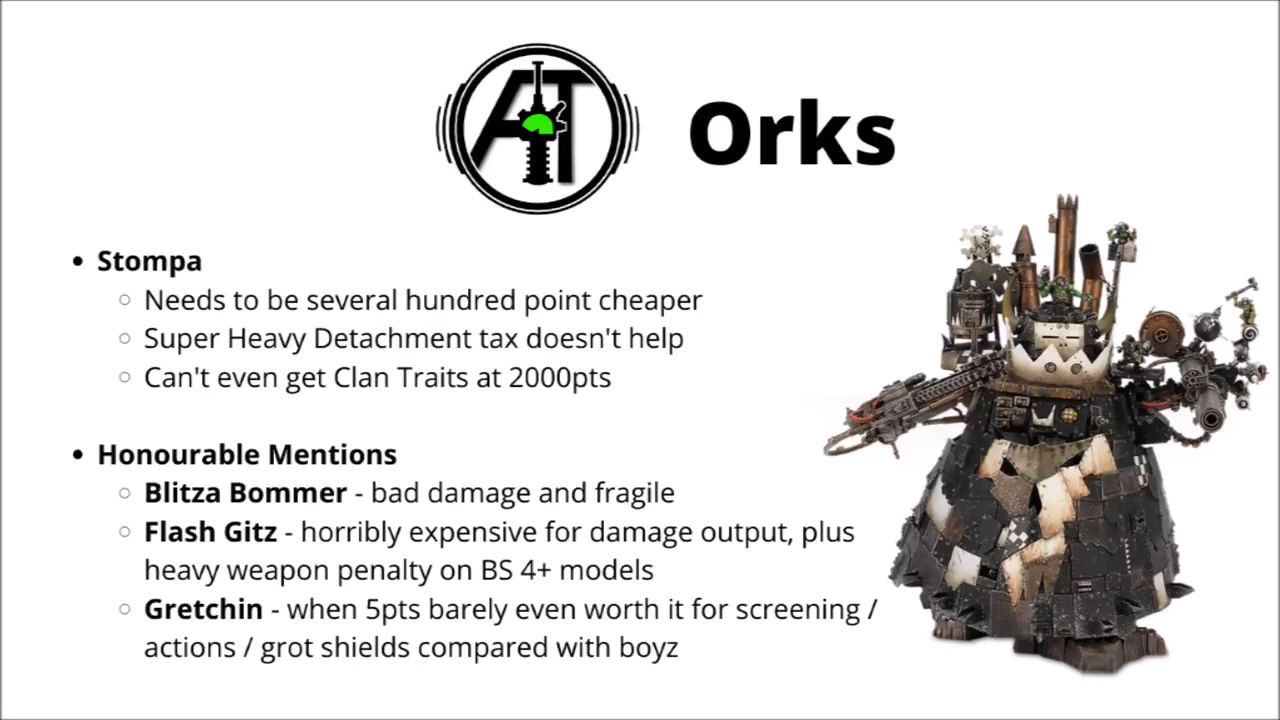 AT
Orks
• Stompa
○ Needs to be several hundred point cheaper
○ Super Heavy Detachment tax doesn't help
○ Can't even get Clan Traits at 2000pts
• Honourable Mentions
○ Blitza Bommer - bad damage and fragile
○ Flash Gitz - horribly expensive for damage output, plus
heavy weapon penalty on BS 4+ models
○ Gretchin - when 5pts barely even worth it for screening /
actions / grot shields compared with boyz